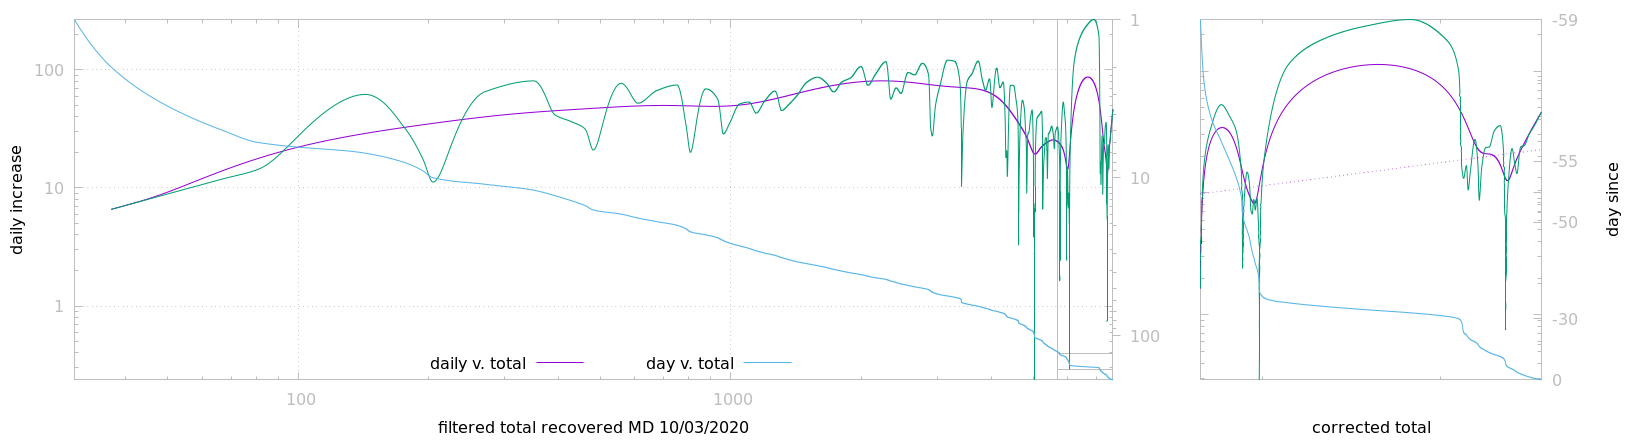 daily increase
100
10
1
daily v. total
day v. total
100
1000
filtered total recovered MD 10/03/2020
1
10
100
-59
-55
-50
-30
0
day since
corrected total